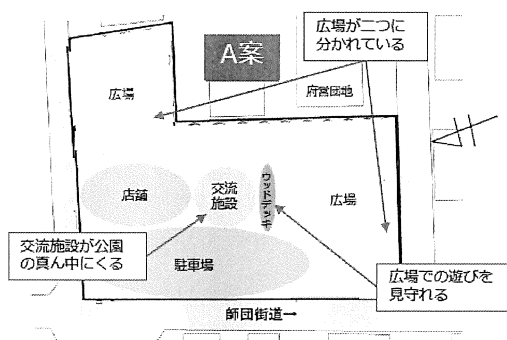 広場が二つに
分かれている
A案
府営団地
広場
店舗
交流
施設
ウッドデッキ
広場
交流施設が公園
の真ん中にくる
駐車場
広場での遊びを
見守れる
師団街道→